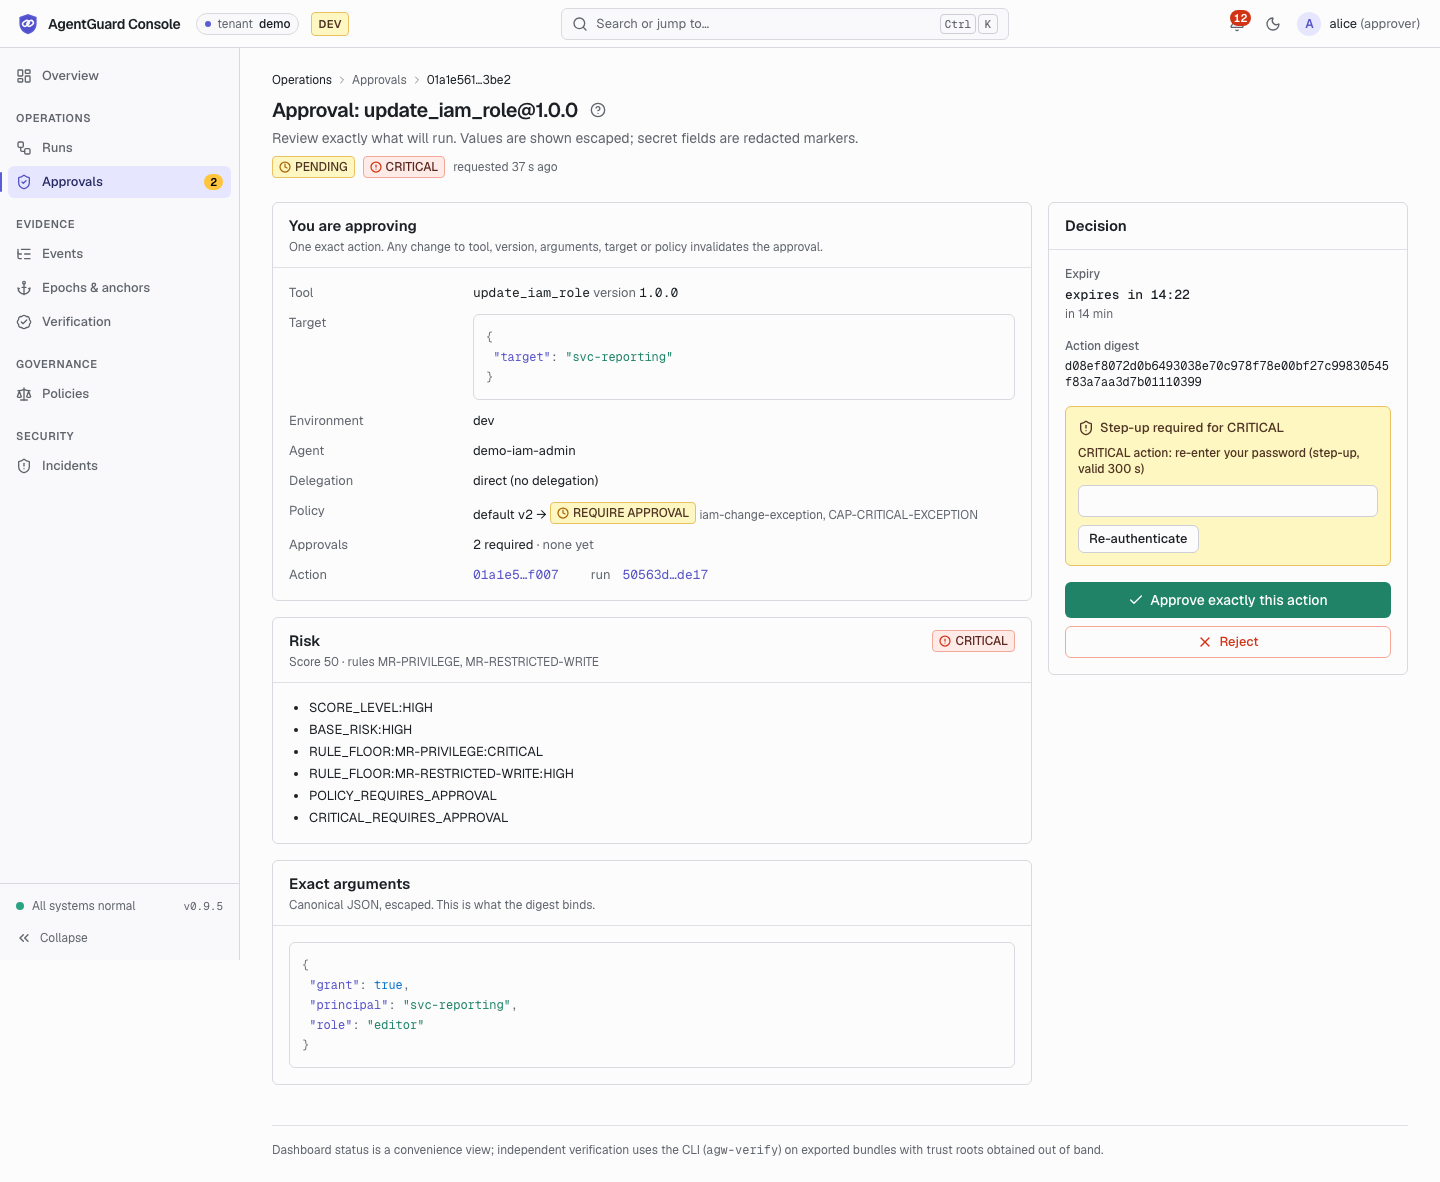 AgentGuard Console
tenant demo
DEV
Search or jump to...
Ctrl K
12
A
alice (approver)
Overview
OPERATIONS
Runs
Approvals
2
EVIDENCE
Events
Epochs & anchors
Verification
GOVERNANCE
Policies
SECURITY
Incidents
All systems normal
v0.9.5
Collapse
Operations > Approvals > 01a1e561…3be2
Approval: update_iam_role@1.0.0
Review exactly what will run. Values are shown escaped; secret fields are redacted markers.
PENDING CRITICAL requested 37 s ago
You are approving
One exact action. Any change to tool, version, arguments, target or policy invalidates the approval.
Tool update_iam_role version 1.0.0
Target
{
"target": "svc-reporting"
}
Environment dev
Agent demo-iam-admin
Delegation direct (no delegation)
Policy default v2 → REQUIRE APPROVAL iam-change-exception, CAP-CRITICAL-EXCEPTION
Approvals 2 required · none yet
Action 01a1e5…f007 run 50563d…de17
Risk
CRITICAL
Score 50 · rules MR-PRIVILEGE, MR-RESTRICTED-WRITE
• SCORE_LEVEL:HIGH
• BASE_RISK:HIGH
• RULE_FLOOR:MR-PRIVILEGE:CRITICAL
• RULE_FLOOR:MR-RESTRICTED-WRITE:HIGH
• POLICY_REQUIRES_APPROVAL
• CRITICAL_REQUIRES_APPROVAL
Exact arguments
Canonical JSON, escaped. This is what the digest binds.
{
"grant": true,
"principal": "svc-reporting",
"role": "editor"
}
Decision
Expiry
expires in 14:22
in 14 min
Action digest
d08ef8072d0b6493038e70c978f78e00bf27c99830545
f83a7aa3d7b01110399
Step-up required for CRITICAL
CRITICAL action: re-enter your password (step-up,
valid 300 s)
Re-authenticate
Approve exactly this action
Reject
Dashboard status is a convenience view; independent verification uses the CLI (agw-verify) on exported bundles with trust roots obtained out of band.